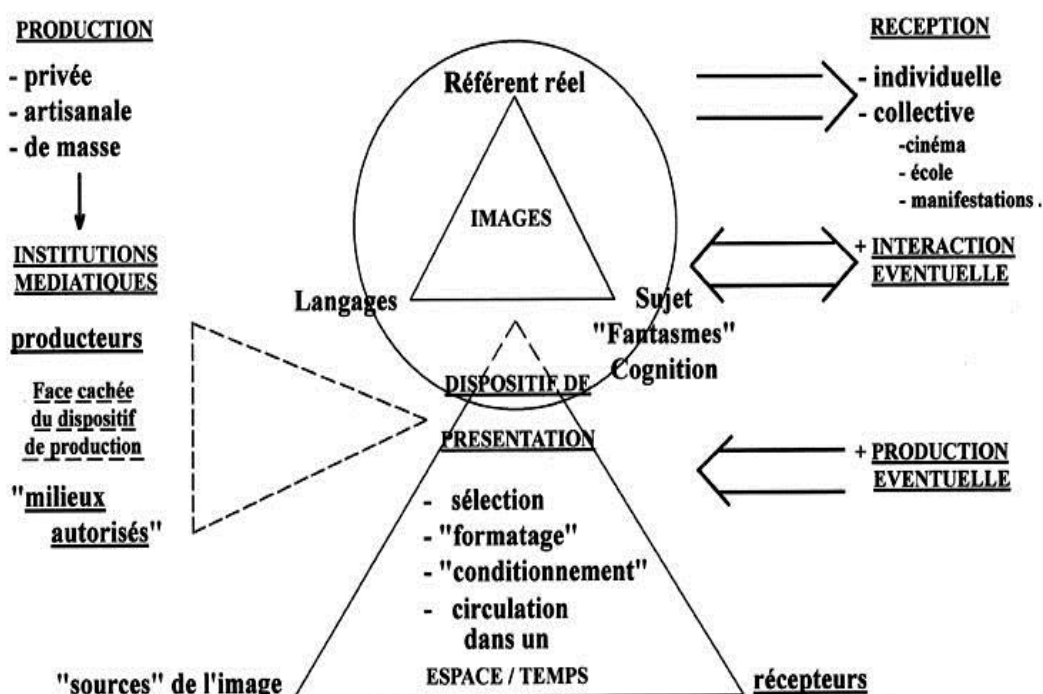 PRODUCTION
- privée
- artisanale
- de masse
INSTITUTIONS
MEDIATIQUES
producteurs
Face cachée
du dispositif
de production
"milieux
autorisés"
"sources" de l'image
Référent réel
IMAGES
Langages
Sujet
"Fantasmes"
Cognition
DISPOSITIF DE
PRESENTATION
- sélection
- "formatage"
- "conditionnement"
- circulation
dans un
ESPACE / TEMPS
récepteurs
RECEPTION
- individuelle
- collective
-cinéma
- école
- manifestations .
+ INTERACTION
EVENTUELLE
+ PRODUCTION
EVENTUELLE